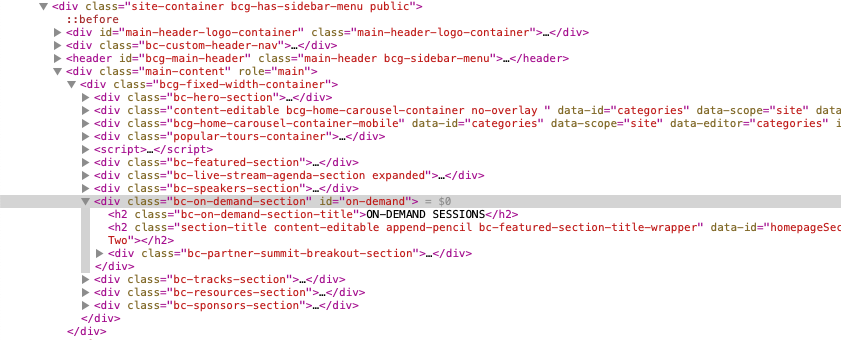 ▼<div class="site-container bcg-has-sidebar-menu public">
::before
▶<div id="main-header-logo-container" class="main-header-logo-container">…</div>
▶<div class="bc-custom-header-nav">…</div>
▶<header id="bcg-main-header" class="main-header bcg-sidebar-menu">…</header>
▼<div class="main-content" role="main">
▼<div class="bcg-fixed-width-container">
▶<div class="bc-hero-section">…</div>
▶<div class="content-editable bcg-home-carousel-container no-overlay " data-id="categories" data-scope="site" data
▶<div class="bcg-home-carousel-container-mobile" data-id="categories" data-scope="site" data-editor="categories" i
▶<div class="popular-tours-container">…</div>
▶<script>…</script>
▶<div class="bc-featured-section">…</div>
▶<div class="bc-live-stream-agenda-section expanded">…</div>
▶<div class="bc-speakers-section">…</div>
▼<div class="bc-on-demand-section" id="on-demand"> = $0
<h2 class="bc-on-demand-section-title">ON-DEMAND SESSIONS</h2>
<h2 class="section-title content-editable append-pencil bc-featured-section-title-wrapper" data-id="homepageSec
Two"></h2>
▶<div class="bc-partner-summit-breakout-section">…</div>
</div>
▶<div class="bc-tracks-section">…</div>
▶<div class="bc-resources-section">…</div>
▶<div class="bc-sponsors-section">…</div>
</div>
</div>